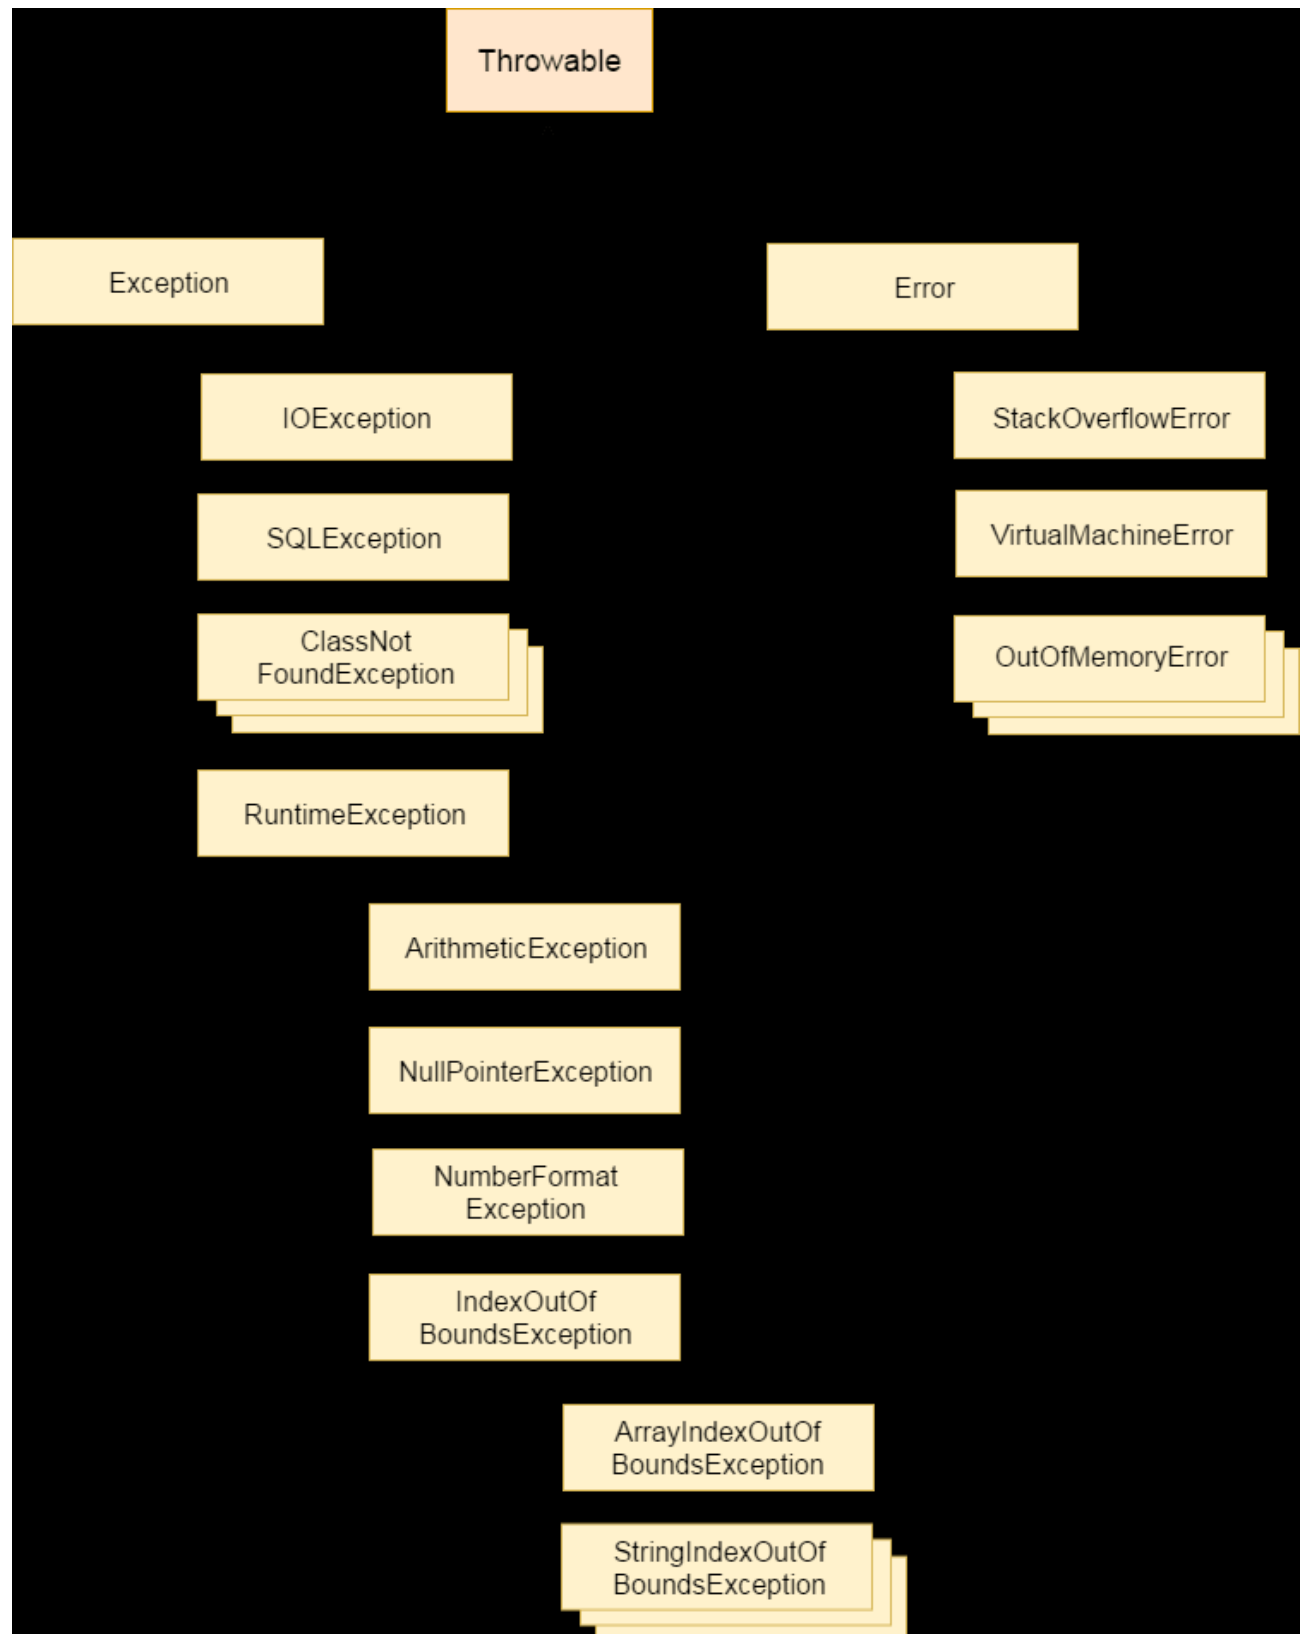 Throwable
Exception
Error
IOException
StackOverflowError
SQLException
VirtualMachineError
ClassNot
FoundException
OutOfMemoryError
RuntimeException
ArithmeticException
NullPointerException
NumberFormat
Exception
IndexOutOf
BoundsException
ArrayIndexOutOf
BoundsException
StringIndexOutOf
BoundsException